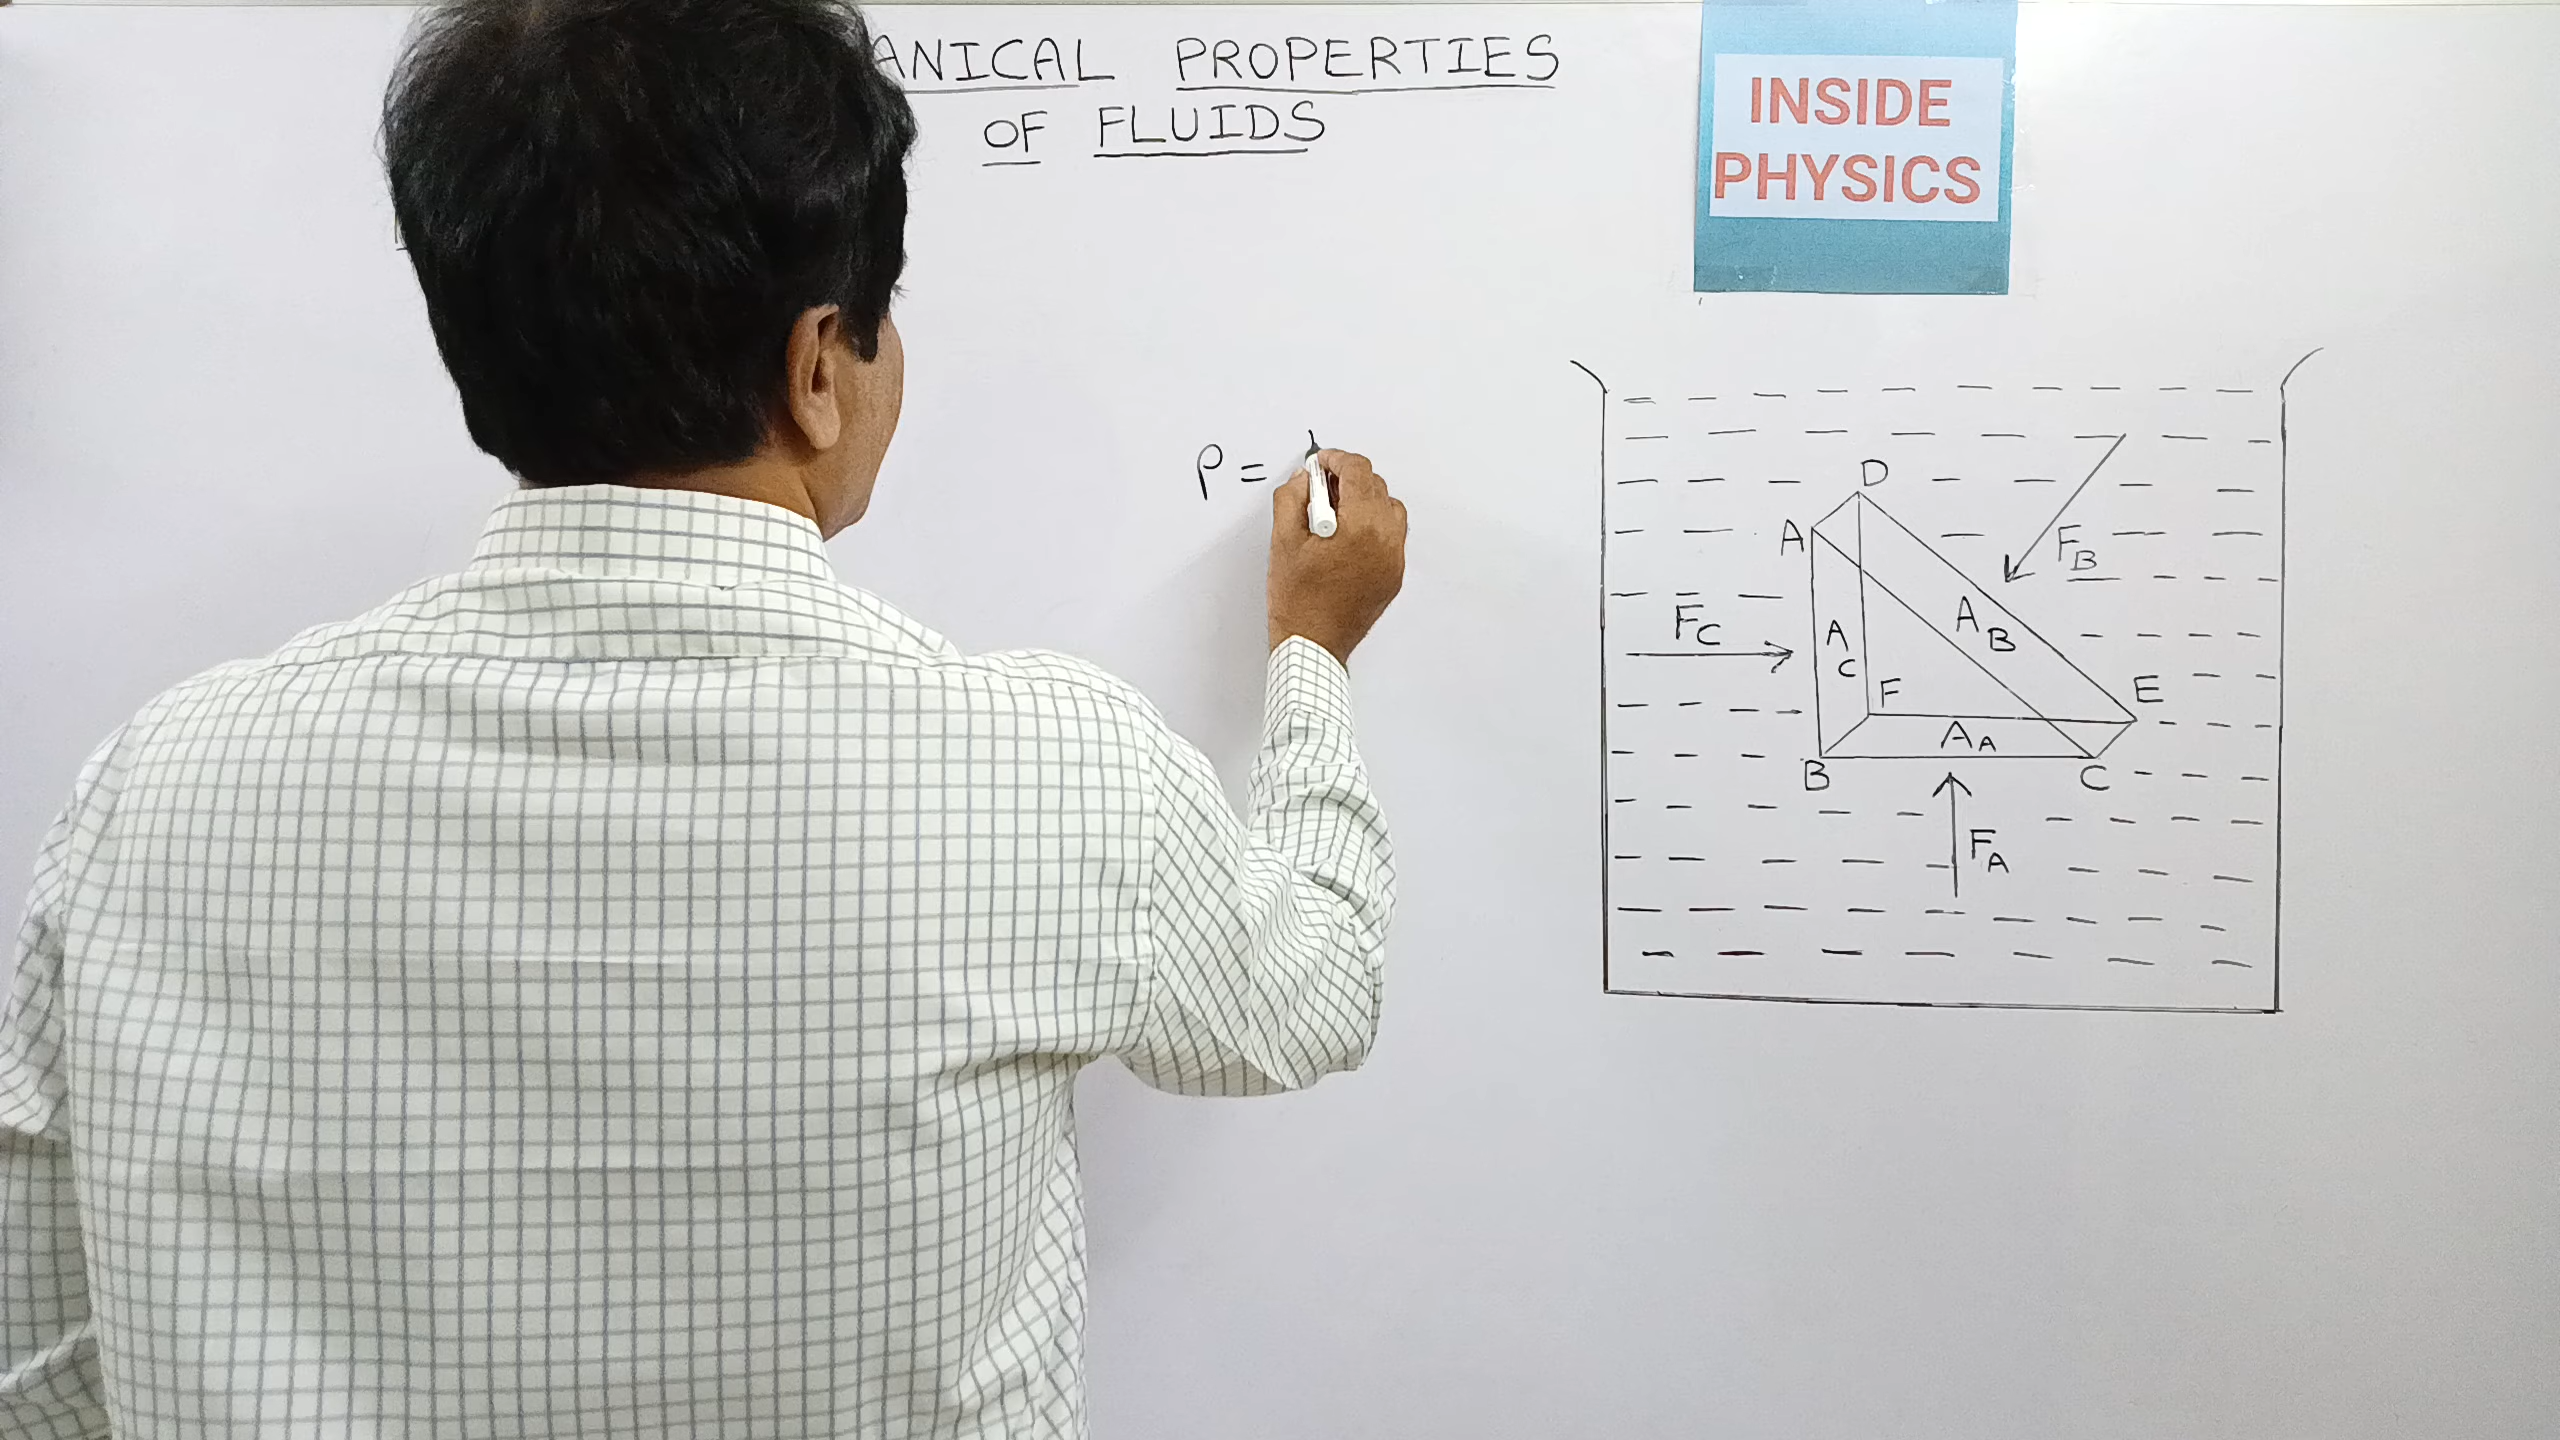 ANICAL PROPERTIES
OF FLUIDS
INSIDE
PHYSICS
P =
D
A
F_B
F_C
A_C
A_B
F
E
A_A
B
C
F_A